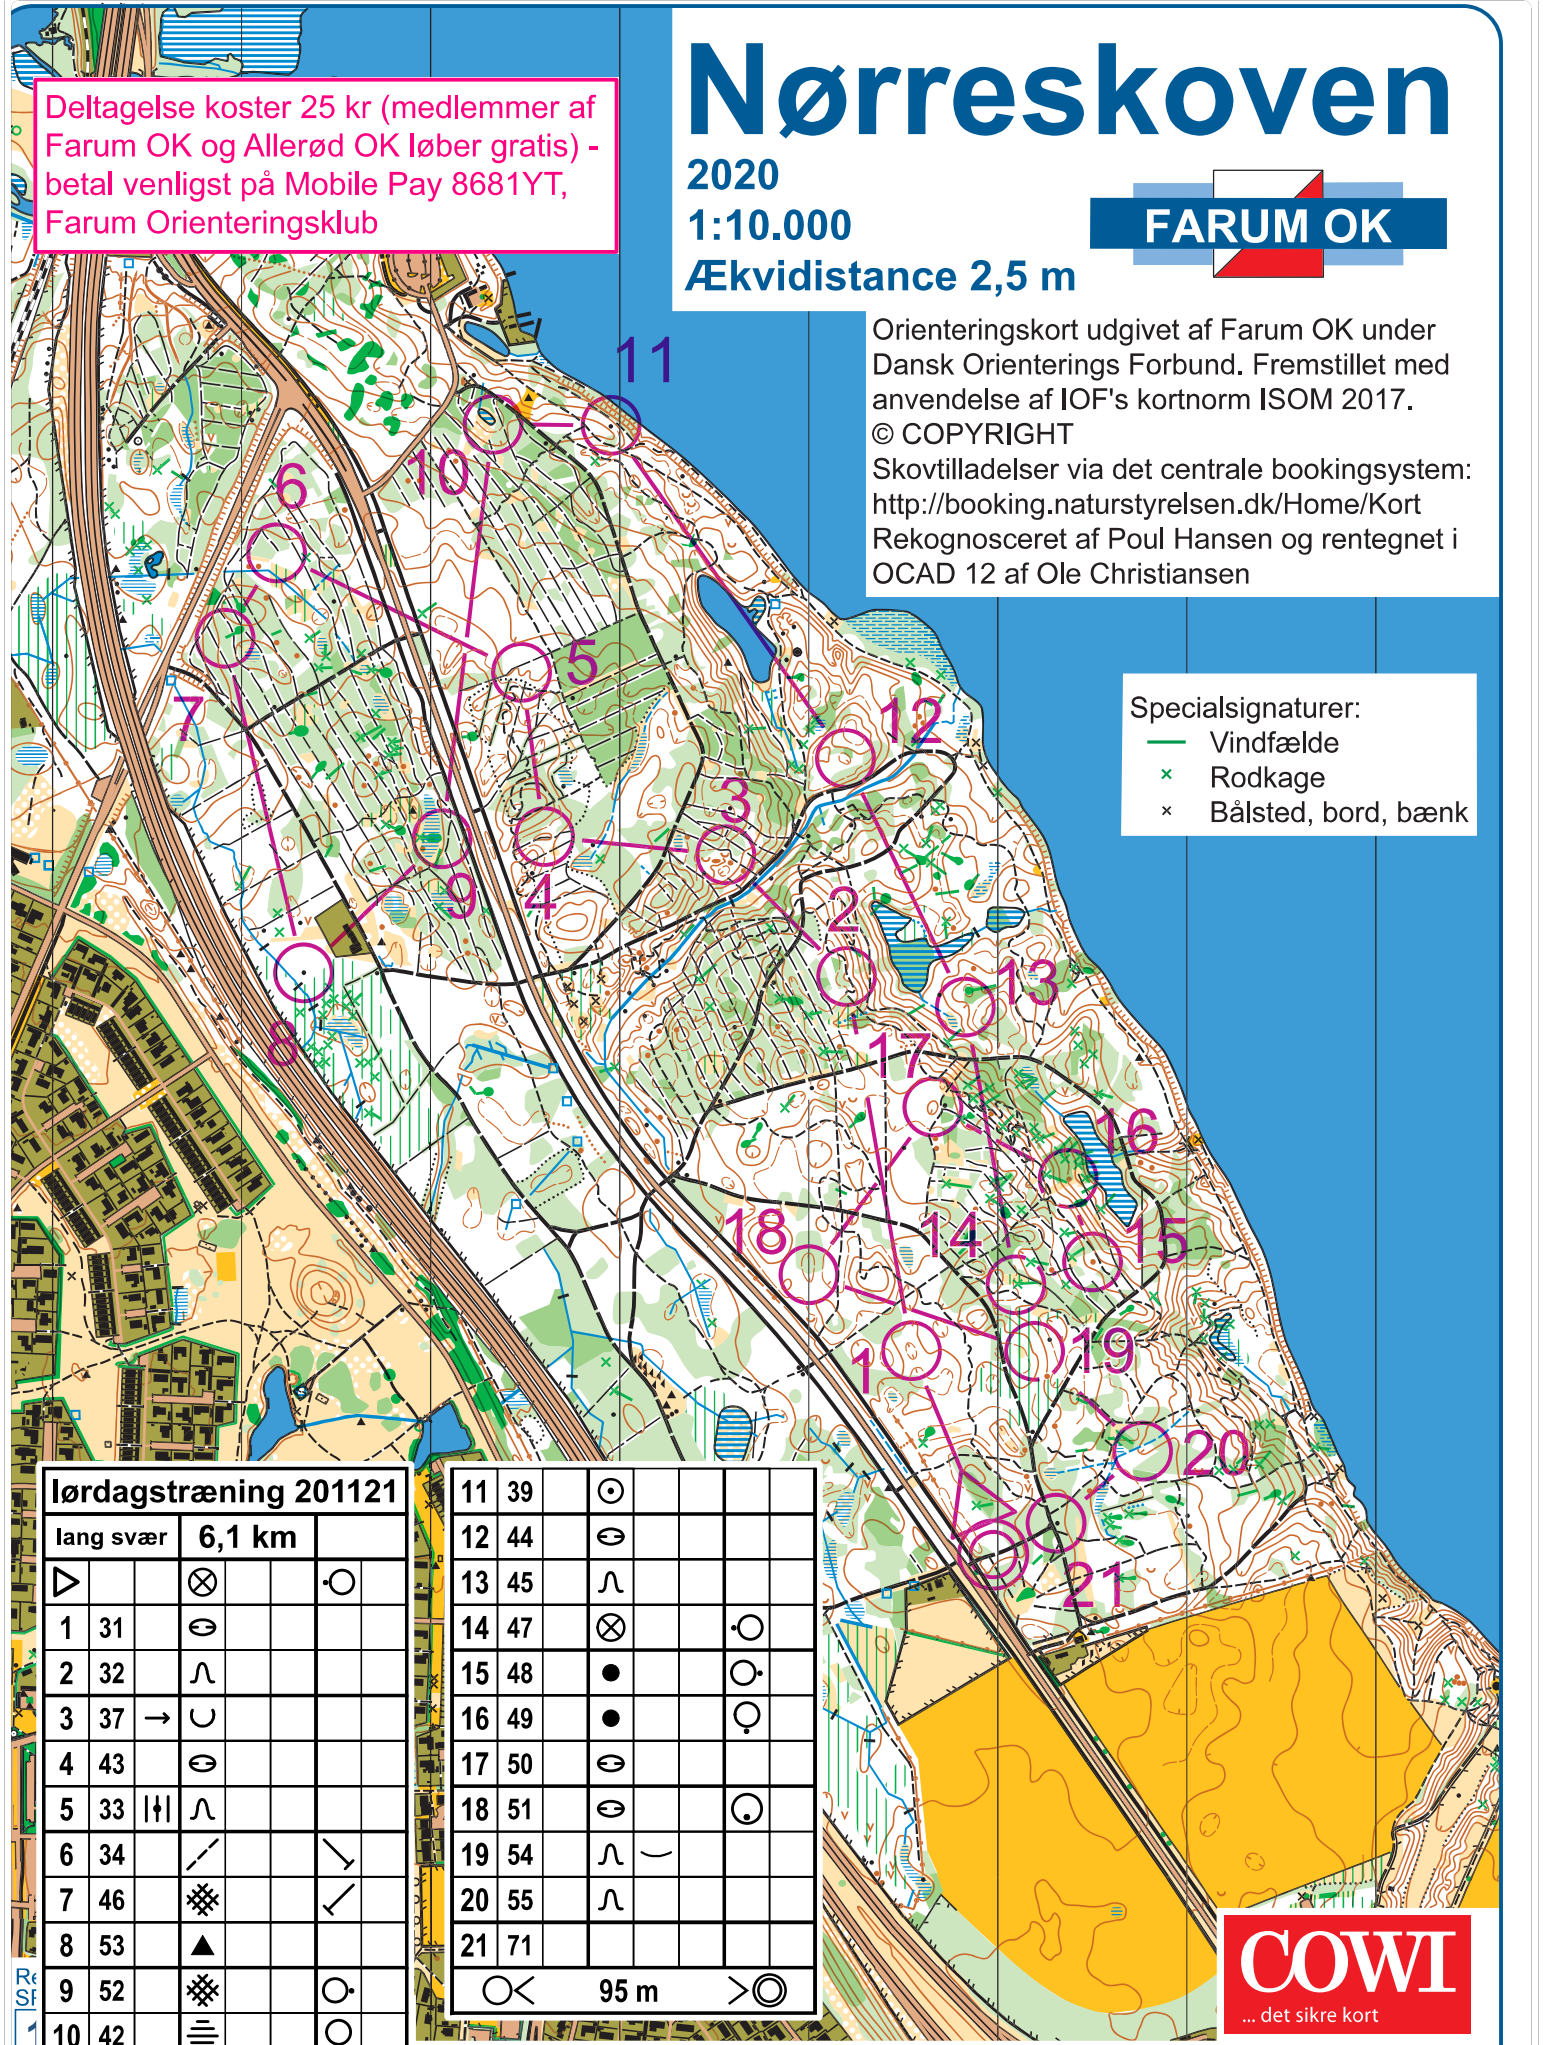 Deltagelse koster 25 kr (medlemmer af
Farum OK og Allerød OK løber gratis) -
betal venligst på Mobile Pay 8681YT,
Farum Orienteringsklub
Nørreskoven
2020
1:10.000
Ækvidistance 2,5 m
FARUM OK
Orienteringskort udgivet af Farum OK under
Dansk Orienterings Forbund. Fremstillet med
anvendelse af IOF's kortnorm ISOM 2017.
© COPYRIGHT
Skovtilladelser via det centrale bookingsystem:
http://booking.naturstyrelsen.dk/Home/Kort
Rekognosceret af Poul Hansen og rentegnet i
OCAD 12 af Ole Christiansen
Specialsignaturer:
Vindfælde
Rodkage
Bålsted, bord, bænk
11
10
6
5
7
12
3
9
4
2
13
8
17
16
18
14
15
1
19
20
21
lørdagstræning 201121
lang svær 6,1 km
1 31
2 32
3 37
4 43
5 33
6 34
7 46
8 53
9 52
10 42
11 39
12 44
13 45
14 47
15 48
16 49
17 50
18 51
19 54
20 55
21 71
95 m
COWI
... det sikre kort